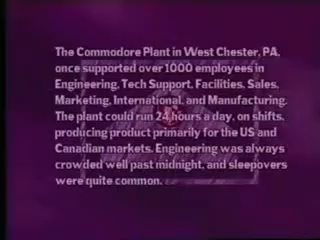 The Commodore Plant in West Chester, PA,
once supported over 1000 employees in
Engineering, Tech Support, Facilities, Sales,
Marketing, International, and Manufacturing.
The plant could run 24 hours a day, on shifts,
producing product primarily for the US and
Canadian markets. Engineering was always
crowded well past midnight, and sleepovers
were quite common.